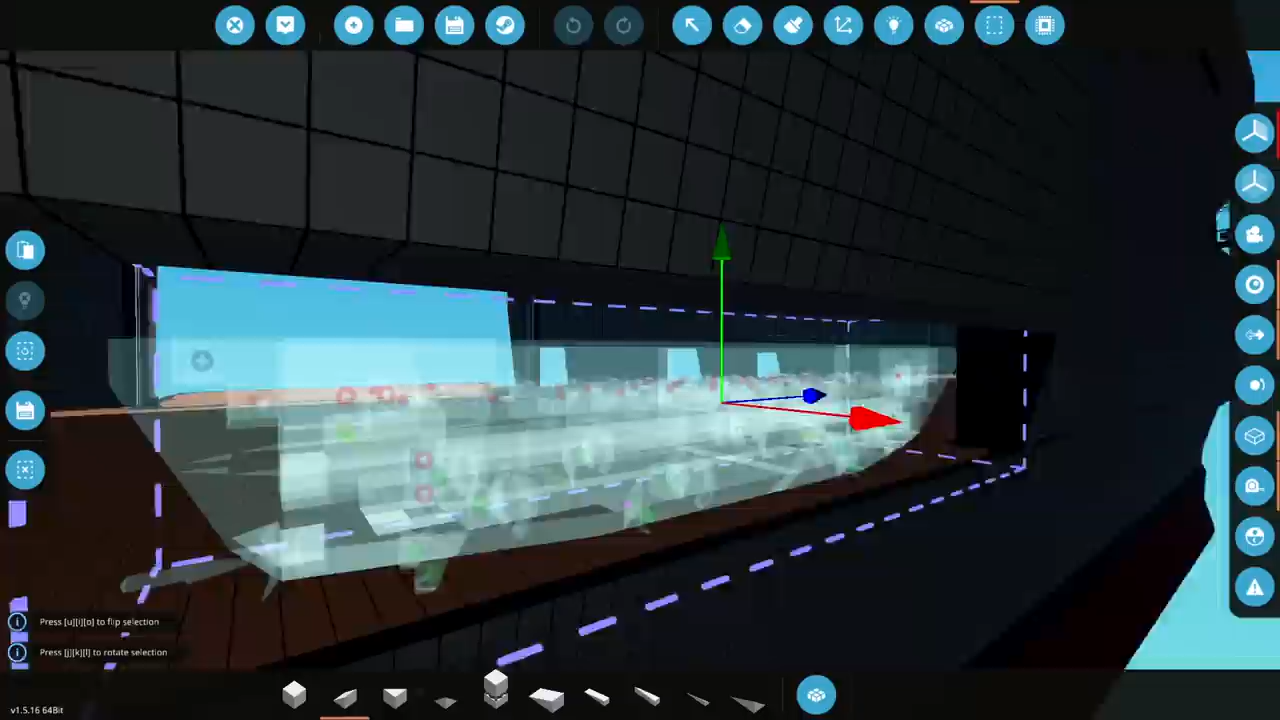 Press [u][i][o] to flip selection
Press [j][k][l] to rotate selection
v1.5.16 64Bit